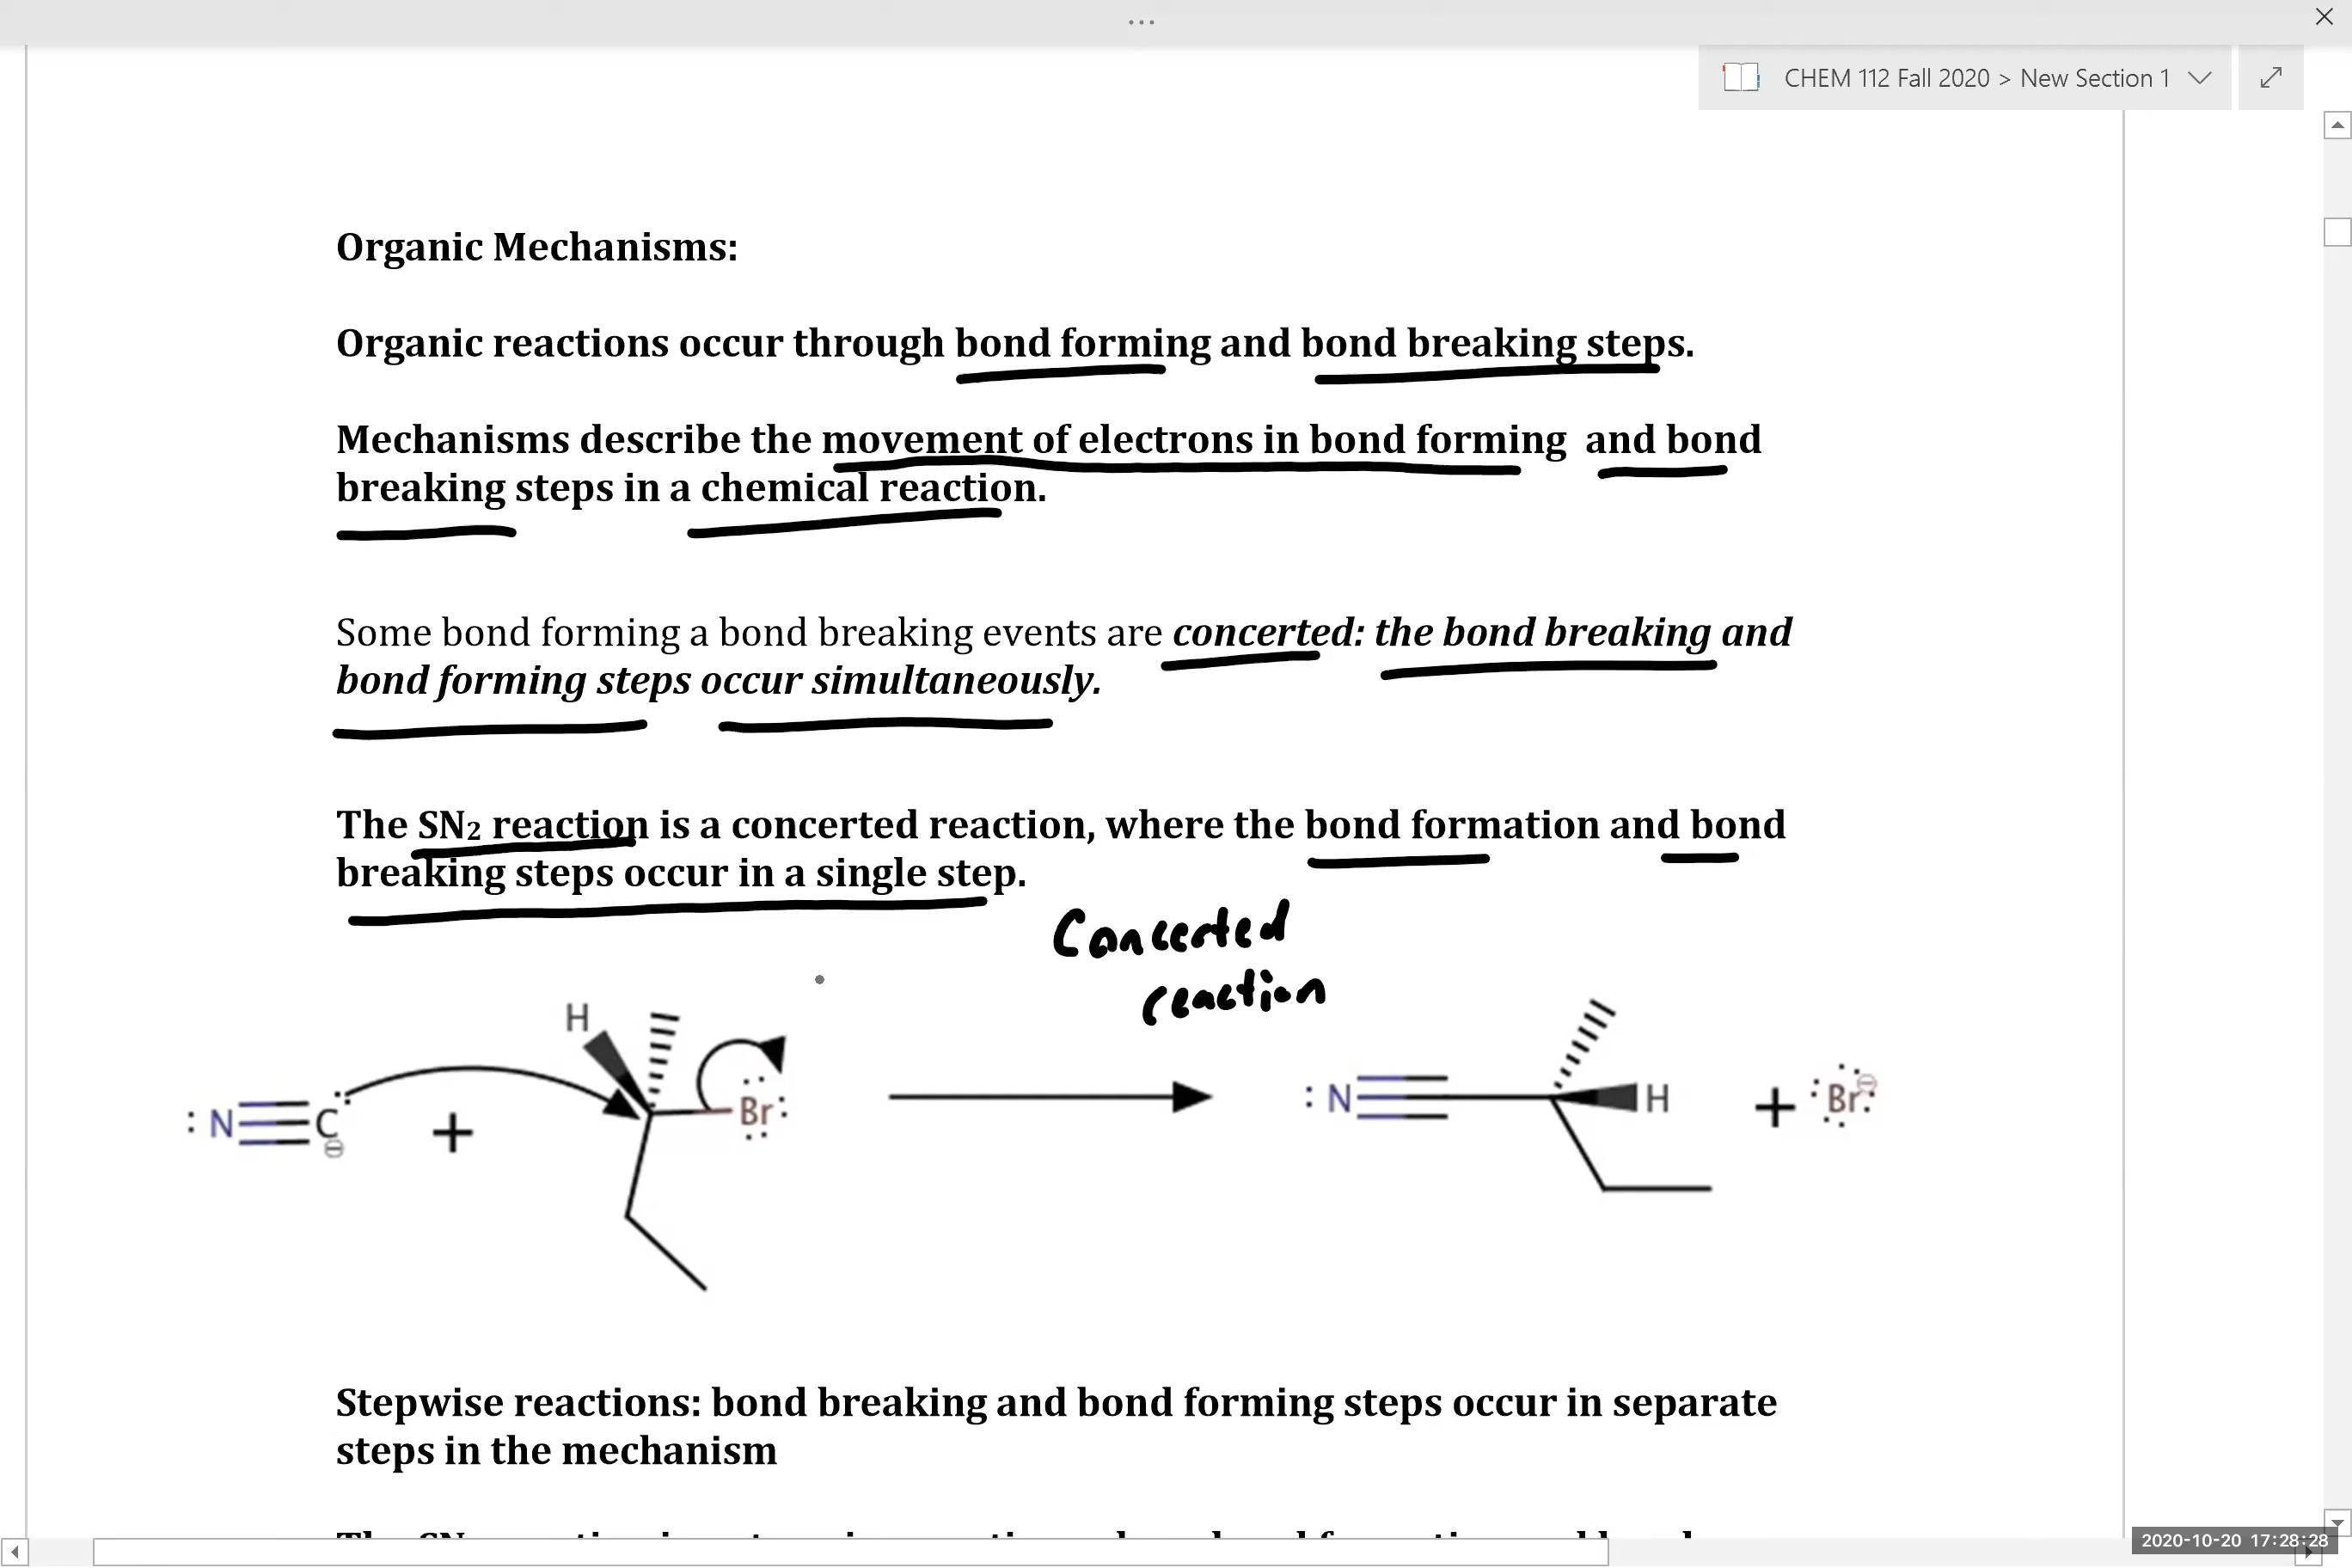 CHEM 112 Fall 2020 > New Section 1
Organic Mechanisms:
Organic reactions occur through bond forming and bond breaking steps.
Mechanisms describe the movement of electrons in bond forming and bond
breaking steps in a chemical reaction.
Some bond forming a bond breaking events are concerted: the bond breaking and
bond forming steps occur simultaneously.
The SN2 reaction is a concerted reaction, where the bond formation and bond
breaking steps occur in a single step.
Concerted
reaction
:N≡C:⊖ + H Br: :N H + :Br:⊖
Stepwise reactions: bond breaking and bond forming steps occur in separate
steps in the mechanism
2020-10-20 17:28:28